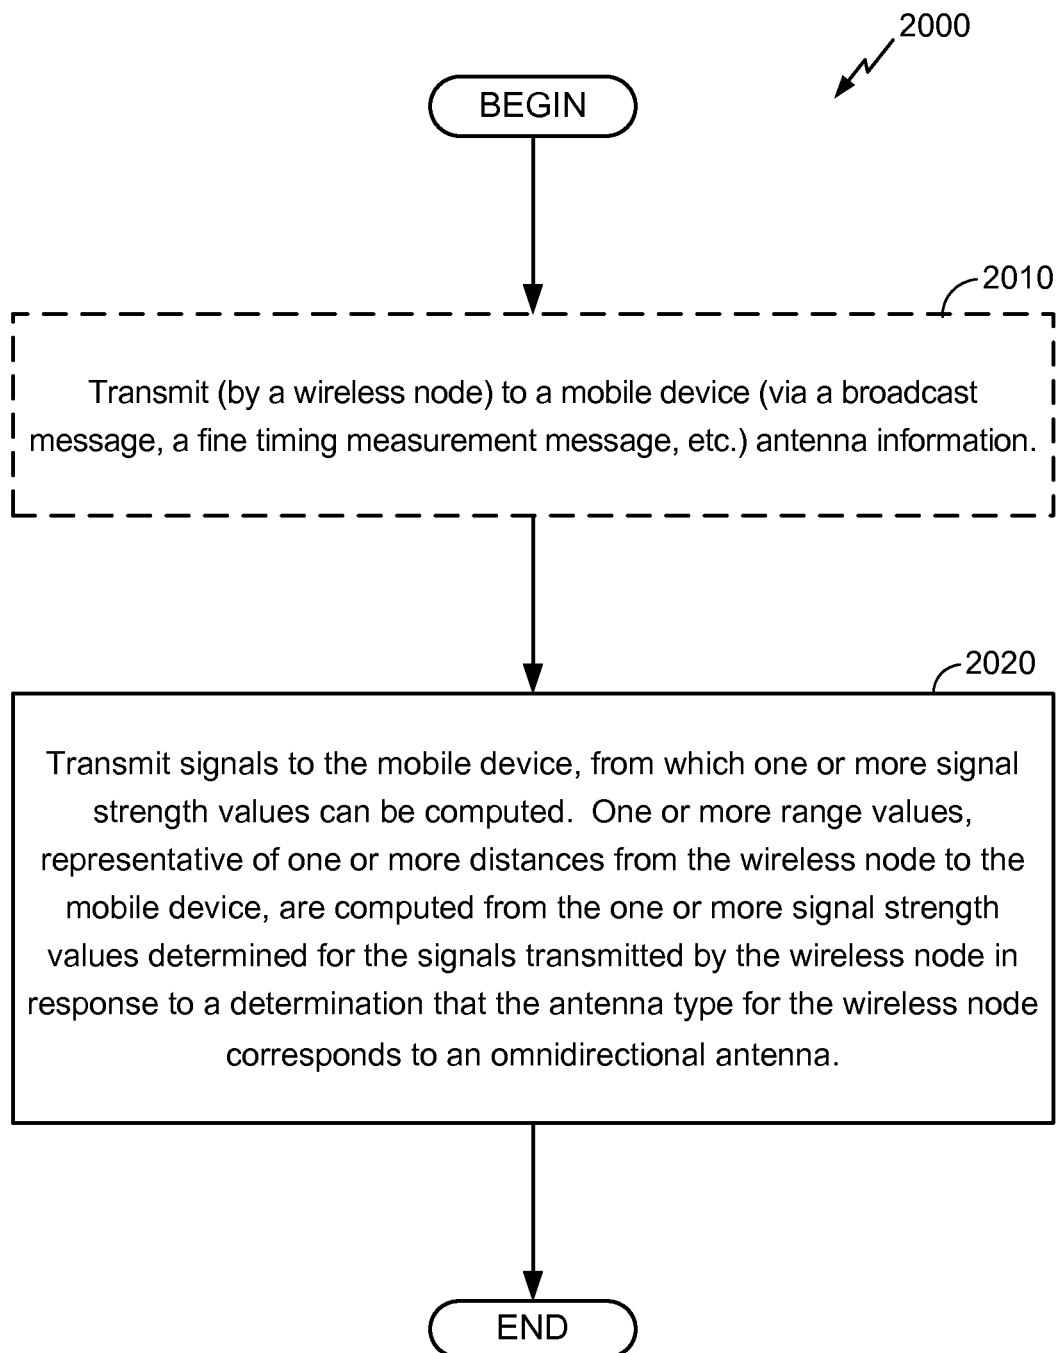 2000
BEGIN
2010
Transmit (by a wireless node) to a mobile device (via a broadcast
message, a fine timing measurement message, etc.) antenna information.
2020
Transmit signals to the mobile device, from which one or more signal
strength values can be computed.  One or more range values,
representative of one or more distances from the wireless node to the
mobile device, are computed from the one or more signal strength
values determined for the signals transmitted by the wireless node in
response to a determination that the antenna type for the wireless node
corresponds to an omnidirectional antenna.
END